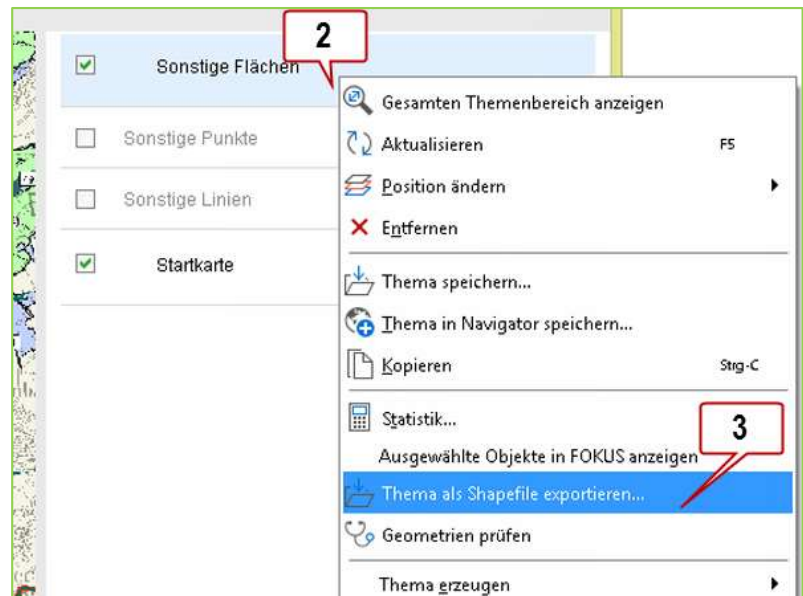 2
Sonstige Flächen
Sonstige Punkte
Sonstige Linien
Startkarte
Gesamten Themenbereich anzeigen
Aktualisieren F5
Position ändern
Entfernen
Thema speichern...
Thema in Navigator speichern...
Kopieren Strg-C
Statistik...
3
Ausgewählte Objekte in FOKUS anzeigen
Thema als Shapefile exportieren...
Geometrien prüfen
Thema erzeugen